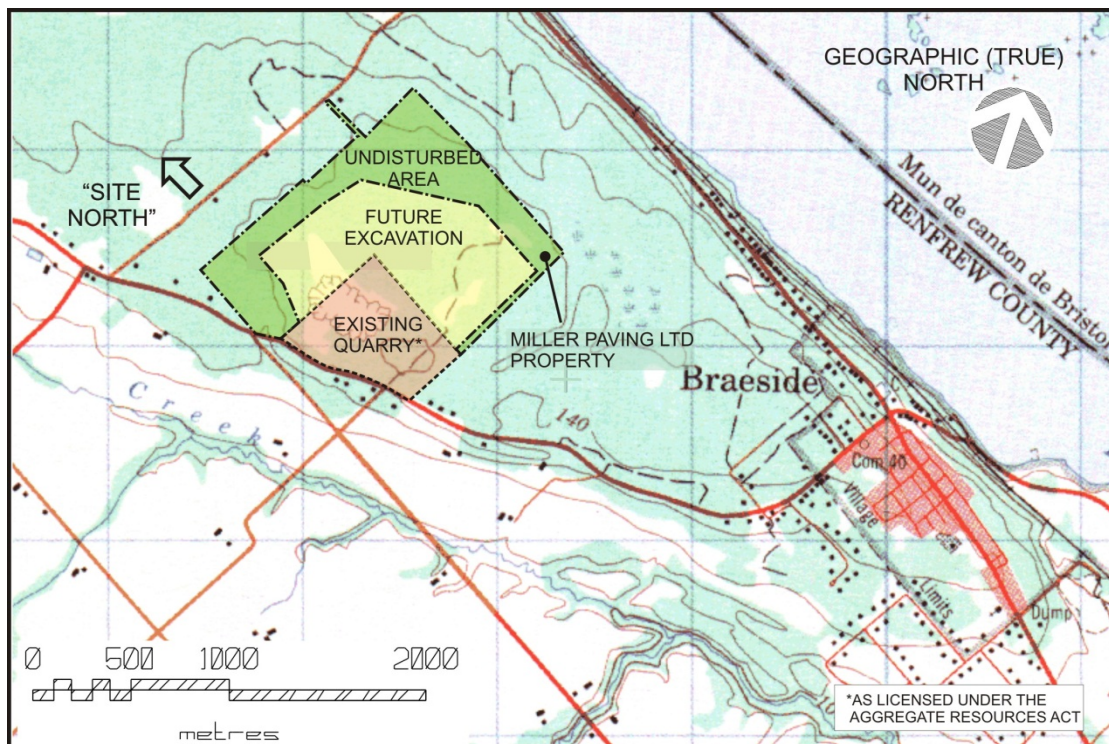 GEOGRAPHIC (TRUE)
NORTH
UNDISTURBED
AREA
"SITE
NORTH"
FUTURE
EXCAVATION
Mun de canton de Bristol
RENFREW COUNTY
EXISTING
QUARRY*
MILLER PAVING LTD
PROPERTY
Braeside
Creek
140
Com 40
Village
Limits
Dump
0 500 1000 2000
metres
*AS LICENSED UNDER THE
AGGREGATE RESOURCES ACT